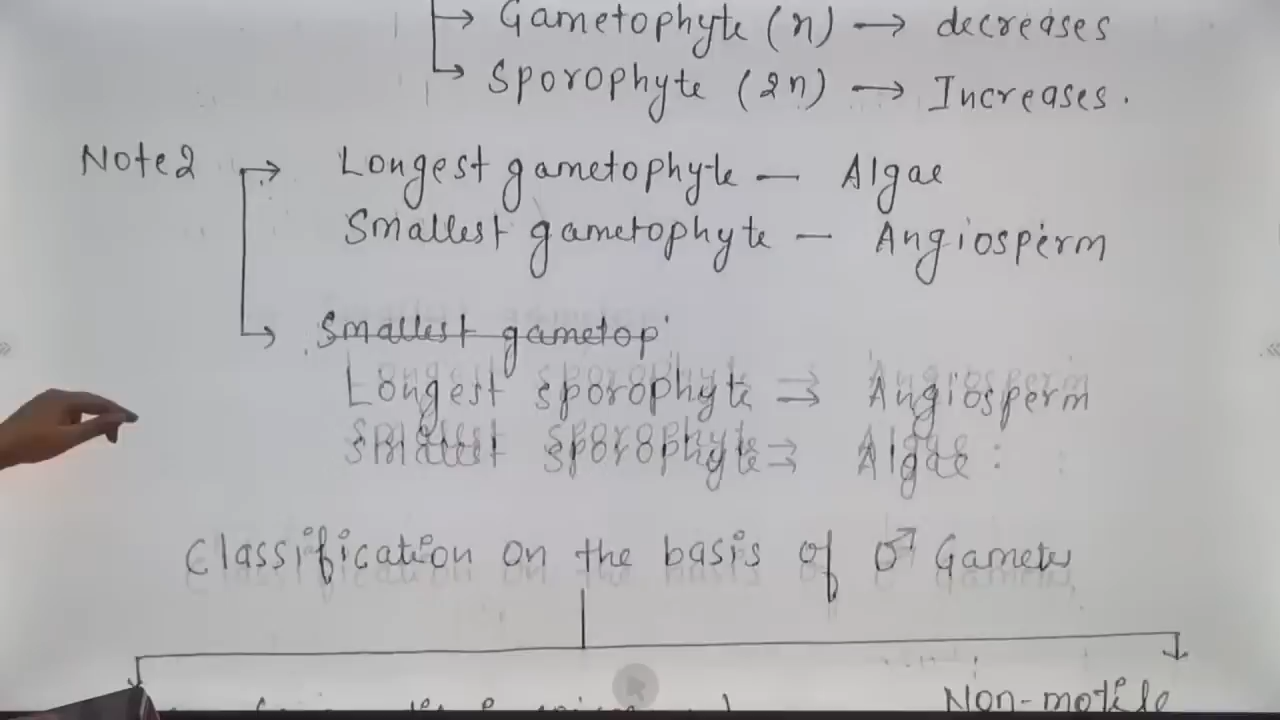 Gametophyte (n) → decreases
Sporophyte (2n) → Increases.
Note2 → Longest gametophyte — Algae
Smallest gametophyte — Angiosperm
→ Smallest gametop
Longest sporophyte ⇒ Angiosperm
Smallest sporophyte ⇒ Algae :
Classification on the basis of ♂ Gametes
Non-motile